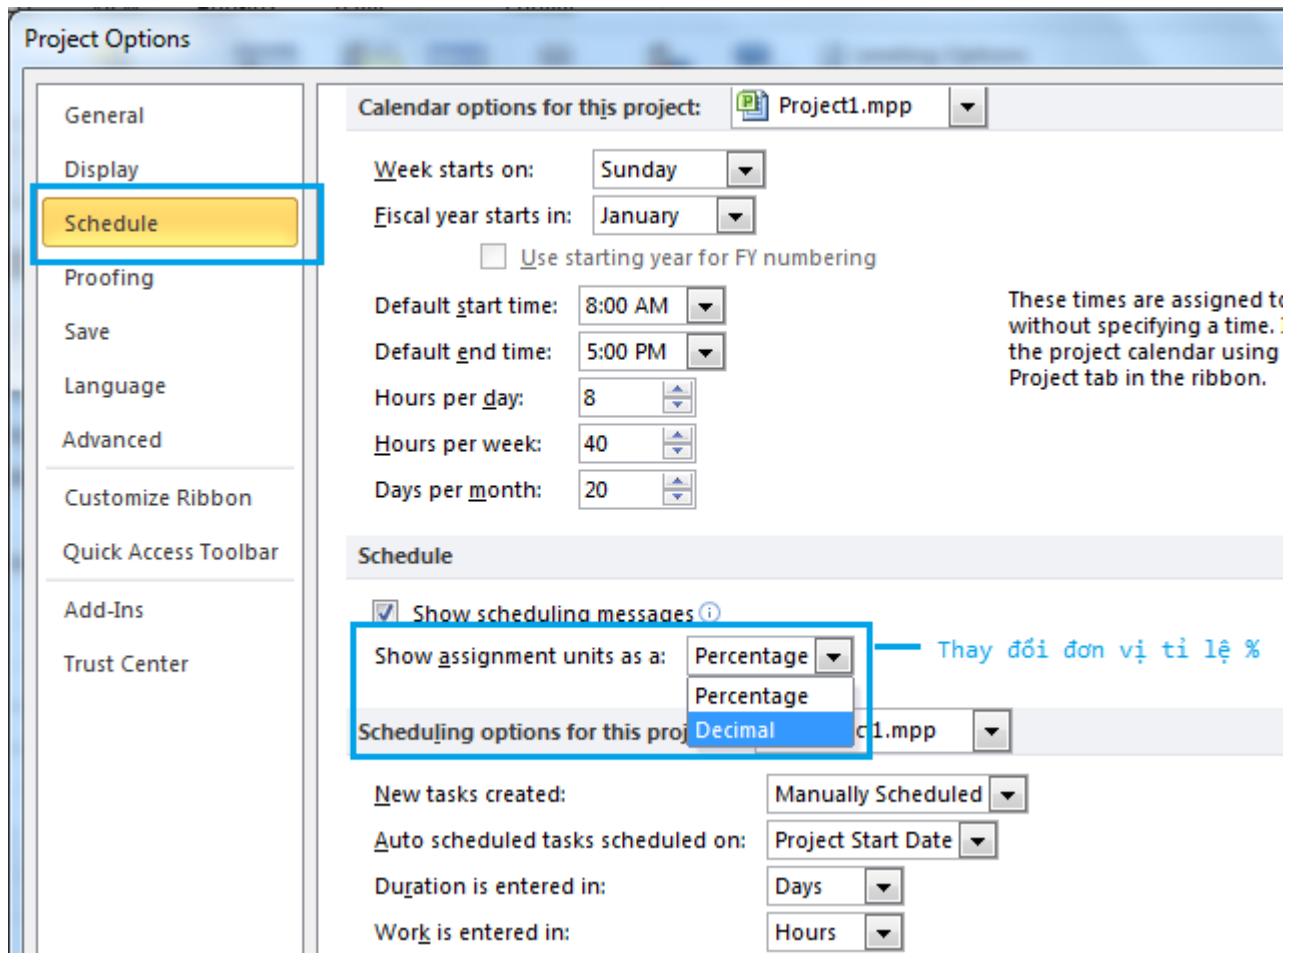 Project Options
General
Display
Schedule
Proofing
Save
Language
Advanced
Customize Ribbon
Quick Access Toolbar
Add-Ins
Trust Center
Calendar options for this project: Project1.mpp
Week starts on: Sunday
Fiscal year starts in: January
Use starting year for FY numbering
Default start time: 8:00 AM
Default end time: 5:00 PM
Hours per day: 8
Hours per week: 40
Days per month: 20
These times are assigned to
without specifying a time.
the project calendar using
Project tab in the ribbon.
Schedule
Show scheduling messages
Show assignment units as a: Percentage
Thay đổi đơn vị tỉ lệ %
Percentage
Decimal
Scheduling options for this proj c1.mpp
New tasks created: Manually Scheduled
Auto scheduled tasks scheduled on: Project Start Date
Duration is entered in: Days
Work is entered in: Hours